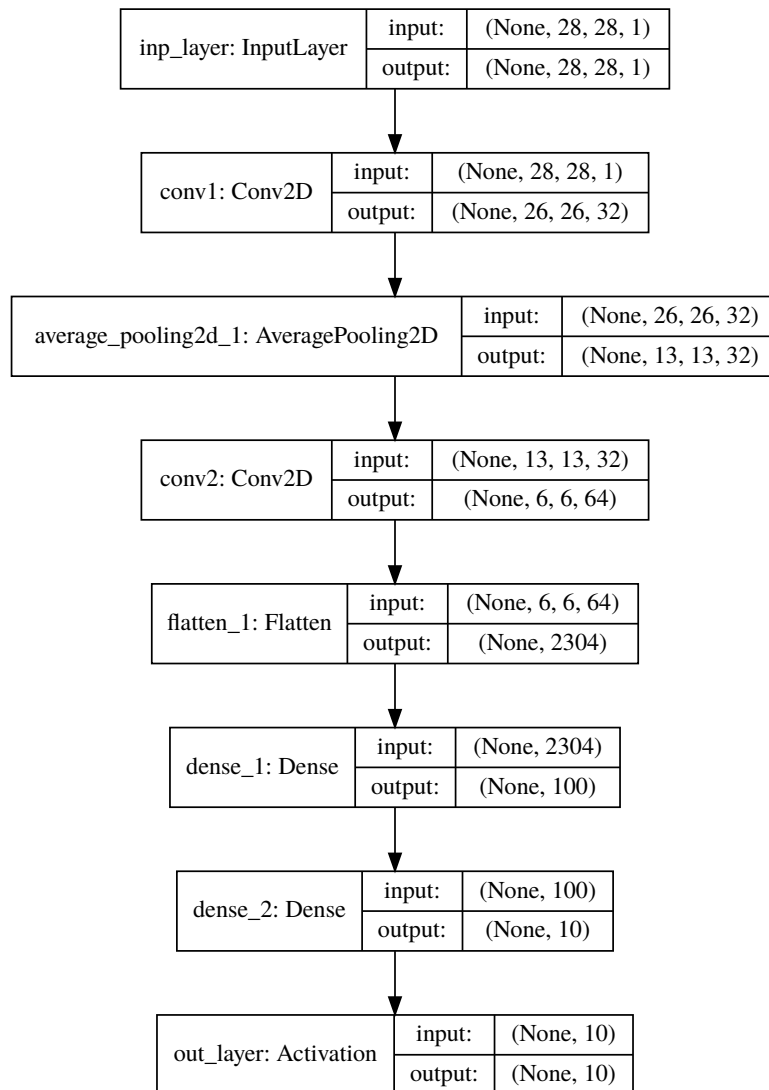 inp_layer: InputLayer
input: (None, 28, 28, 1)
output: (None, 28, 28, 1)
conv1: Conv2D
input: (None, 28, 28, 1)
output: (None, 26, 26, 32)
average_pooling2d_1: AveragePooling2D
input: (None, 26, 26, 32)
output: (None, 13, 13, 32)
conv2: Conv2D
input: (None, 13, 13, 32)
output: (None, 6, 6, 64)
flatten_1: Flatten
input: (None, 6, 6, 64)
output: (None, 2304)
dense_1: Dense
input: (None, 2304)
output: (None, 100)
dense_2: Dense
input: (None, 100)
output: (None, 10)
out_layer: Activation
input: (None, 10)
output: (None, 10)